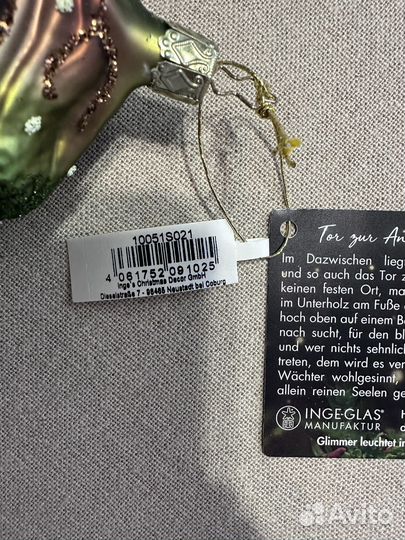 10051S021
4 061752 091025
Inge's Christmas Decor GmbH
Dieselstraße 7 - 96465 Neustadt bei Coburg
Tor zur An
Im Dazwischen lieg
und so auch das Tor z
keinen festen Ort, ma
im Unterholz am Fuße
hoch oben auf einem B
nach sucht, für den bl
und wer nichts sehnlich
treten, dem wird es ver
Wächter wohlgesinnt,
allein reinen Seelen ge
INGE-GLAS®
MANUFAKTUR
H
d
Glimmer leuchtet in
Avito